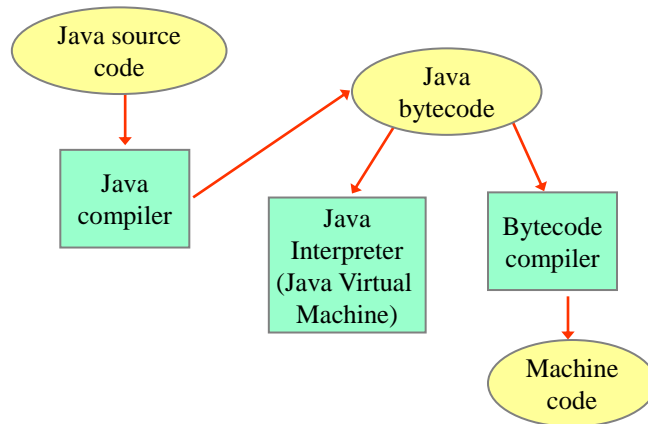 Java source
code
Java
bytecode
Java
compiler
Java
Interpreter
(Java Virtual
Machine)
Bytecode
compiler
Machine
code